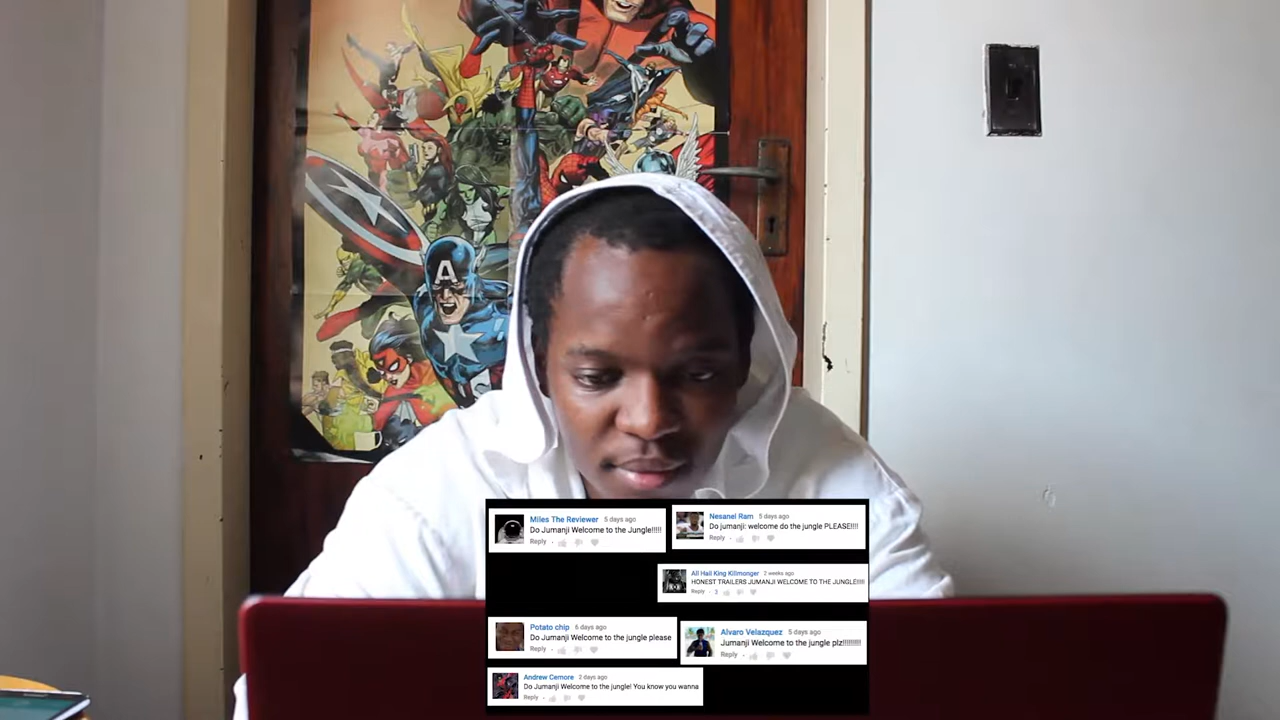 A
Miles The Reviewer 5 days ago
Do Jumanji Welcome to the Jungle!!!!!
Reply
Nesanel Ram 5 days ago
Do jumanji: welcome do the jungle PLEASE!!!!
Reply
All Hail King Killmonger 2 weeks ago
HONEST TRAILERS JUMANJI WELCOME TO THE JUNGLE!!!!!
Reply · 3
Potato chip 6 days ago
Do Jumanji Welcome to the jungle please
Reply
Alvaro Velazquez 5 days ago
Jumanji Welcome to the jungle plz!!!!!!!!!!
Reply
Andrew Cemore 2 days ago
Do Jumanji Welcome to the jungle! You know you wanna
Reply